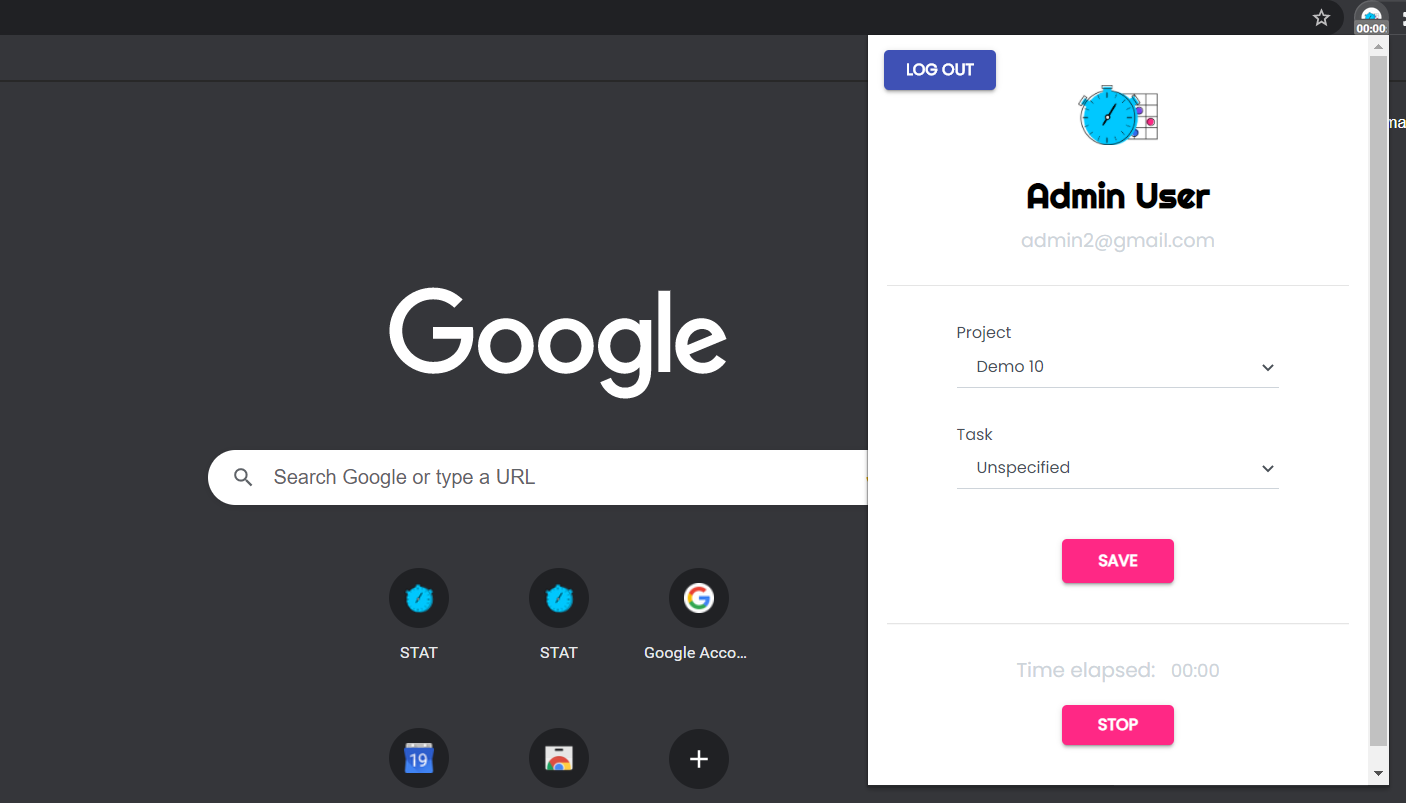 00:00
LOG OUT
Admin User
admin2@gmail.com
Project
Demo 10
Task
Unspecified
SAVE
Time elapsed: 00:00
STOP
ma
Google
Search Google or type a URL
STAT
STAT
Google Acco...
19